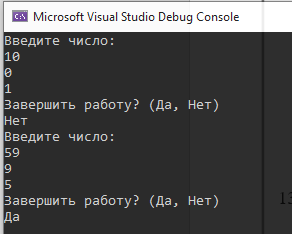 Microsoft Visual Studio Debug Console
Введите число:
10
0
1
Завершить работу? (Да, Нет)
Нет
Введите число:
59
9
5
Завершить работу? (Да, Нет)
Да